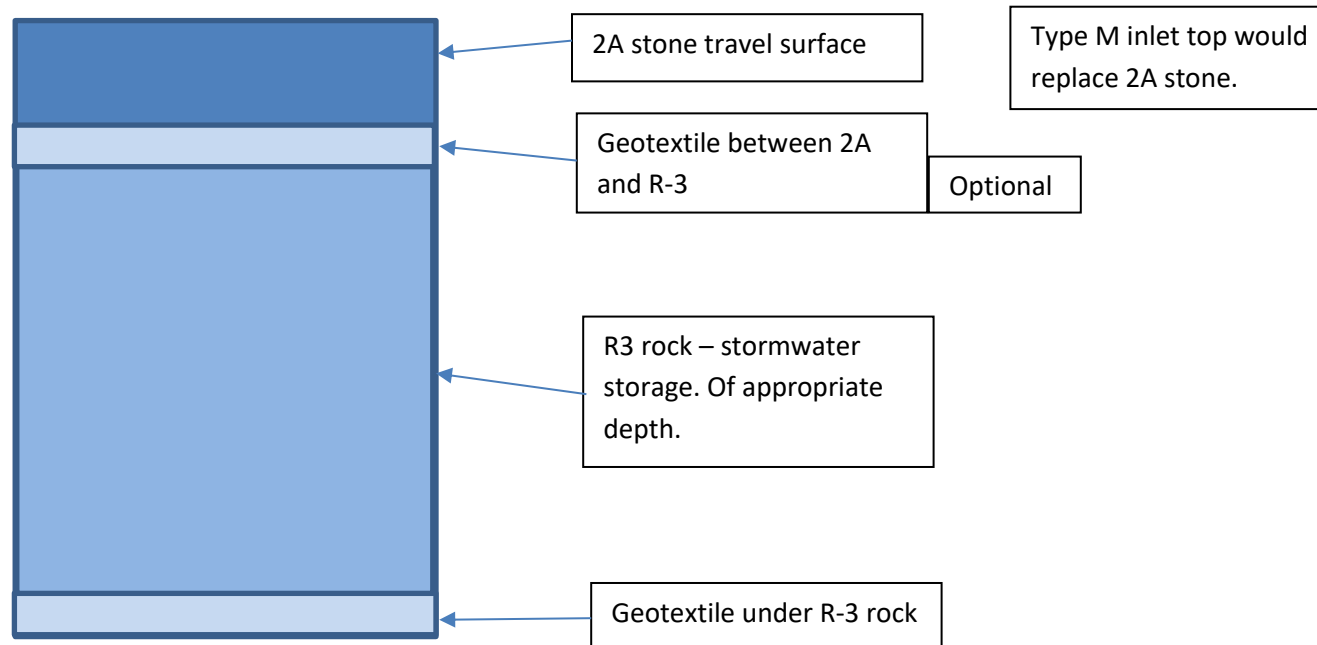 2A stone travel surface
Type M inlet top would
replace 2A stone.
Geotextile between 2A
and R-3
Optional
R3 rock – stormwater
storage. Of appropriate
depth.
Geotextile under R-3 rock